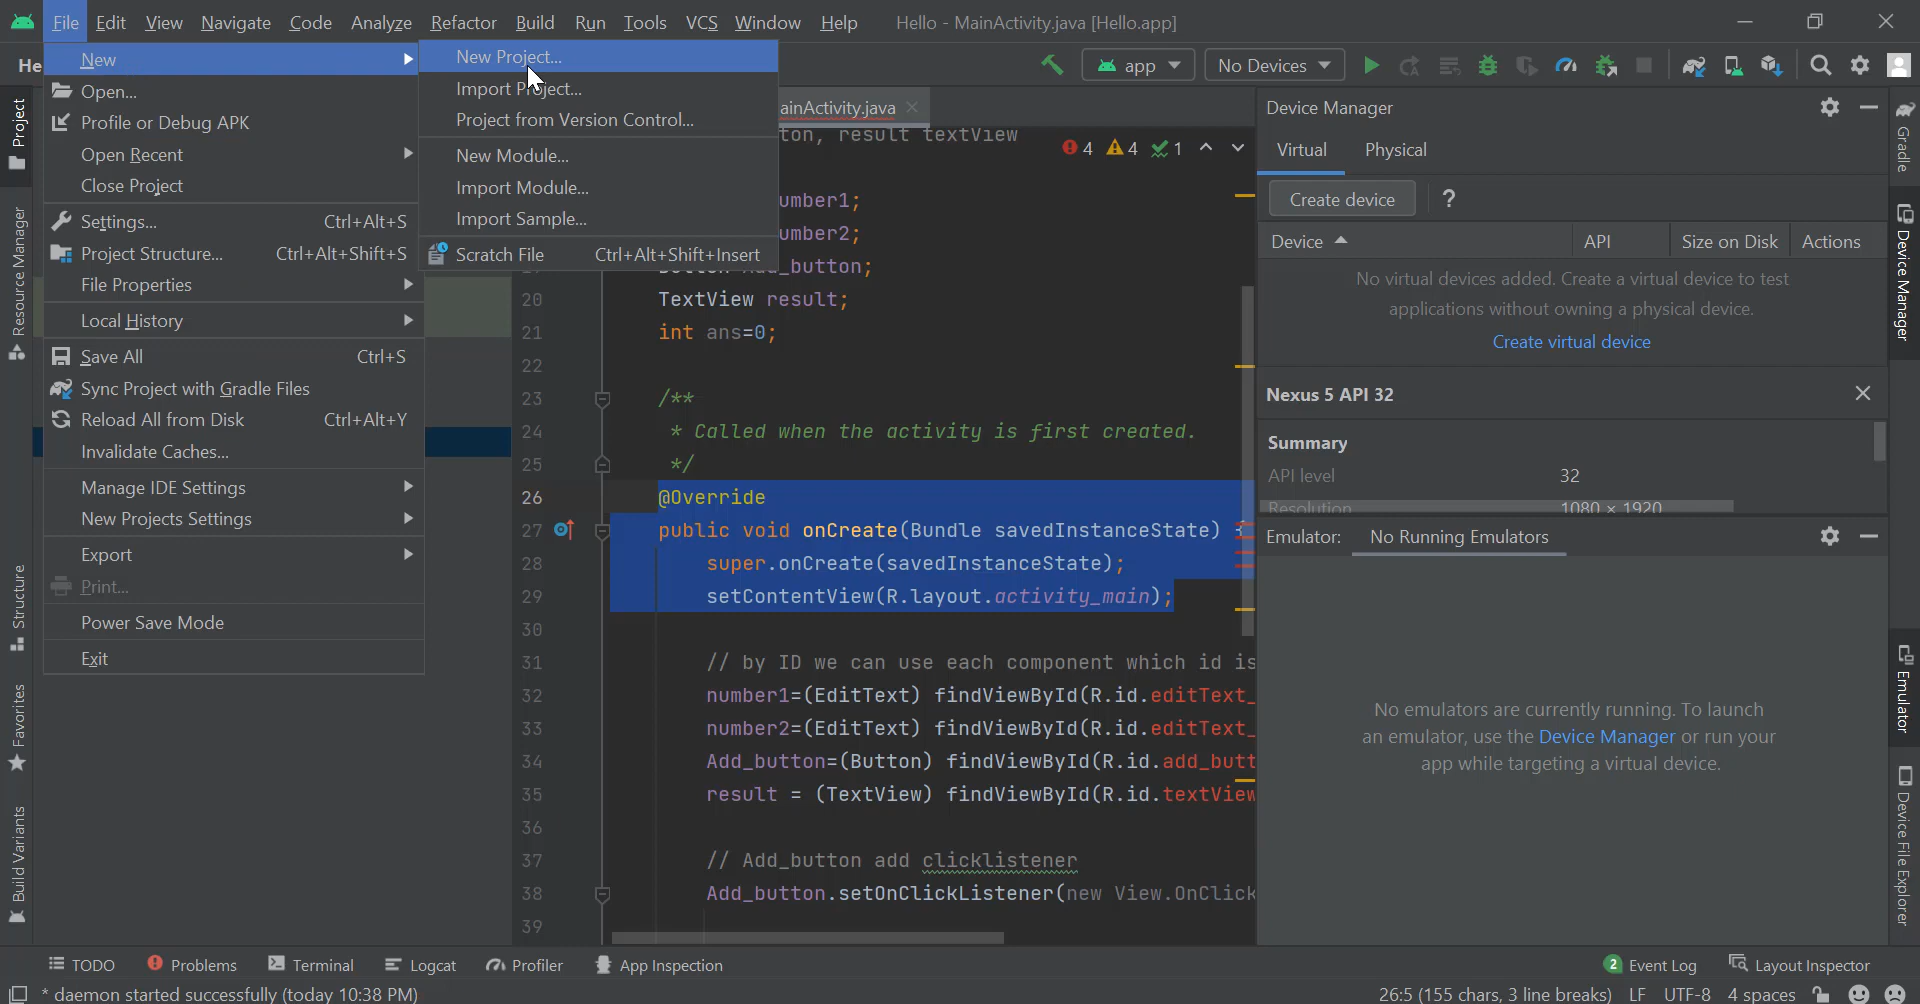 File Edit View Navigate Code Analyze Refactor Build Run Tools VCS Window Help Hello - MainActivity.java [Hello.app]
He app No Devices
New
Open...
Profile or Debug APK
Open Recent
Close Project
Settings... Ctrl+Alt+S
Project Structure... Ctrl+Alt+Shift+S
File Properties
Local History
Save All Ctrl+S
Sync Project with Gradle Files
Reload All from Disk Ctrl+Alt+Y
Invalidate Caches...
Manage IDE Settings
New Projects Settings
Export
Print...
Power Save Mode
Exit
New Project...
Import Project...
Project from Version Control...
New Module...
Import Module...
Import Sample...
Scratch File Ctrl+Alt+Shift+Insert
ainActivity.java
ton, result textView
4 4 1
umber1;
umber2;
_button;
20 TextView result;
21 int ans=0;
22
23 /**
24 * Called when the activity is first created.
25 */
26 @Override
27 public void onCreate(Bundle savedInstanceState) {
28 super.onCreate(savedInstanceState);
29 setContentView(R.layout.activity_main);
30
31 // by ID we can use each component which id is
32 number1=(EditText) findViewById(R.id.editText_
33 number2=(EditText) findViewById(R.id.editText_
34 Add_button=(Button) findViewById(R.id.add_butt
35 result = (TextView) findViewById(R.id.textView
36
37 // Add_button add clicklistener
38 Add_button.setOnClickListener(new View.OnClick
39
Device Manager
Virtual Physical
Create device ?
Device API Size on Disk Actions
No virtual devices added. Create a virtual device to test
applications without owning a physical device.
Create virtual device
Nexus 5 API 32
Summary
API level 32
Resolution 1080 x 1920
Emulator: No Running Emulators
No emulators are currently running. To launch
an emulator, use the Device Manager or run your
app while targeting a virtual device.
Project
Resource Manager
Structure
Favorites
Build Variants
Gradle
Device Manager
Emulator
Device File Explorer
TODO Problems Terminal Logcat Profiler App Inspection 2 Event Log Layout Inspector
* daemon started successfully (today 10:38 PM) 26:5 (155 chars, 3 line breaks) LF UTF-8 4 spaces